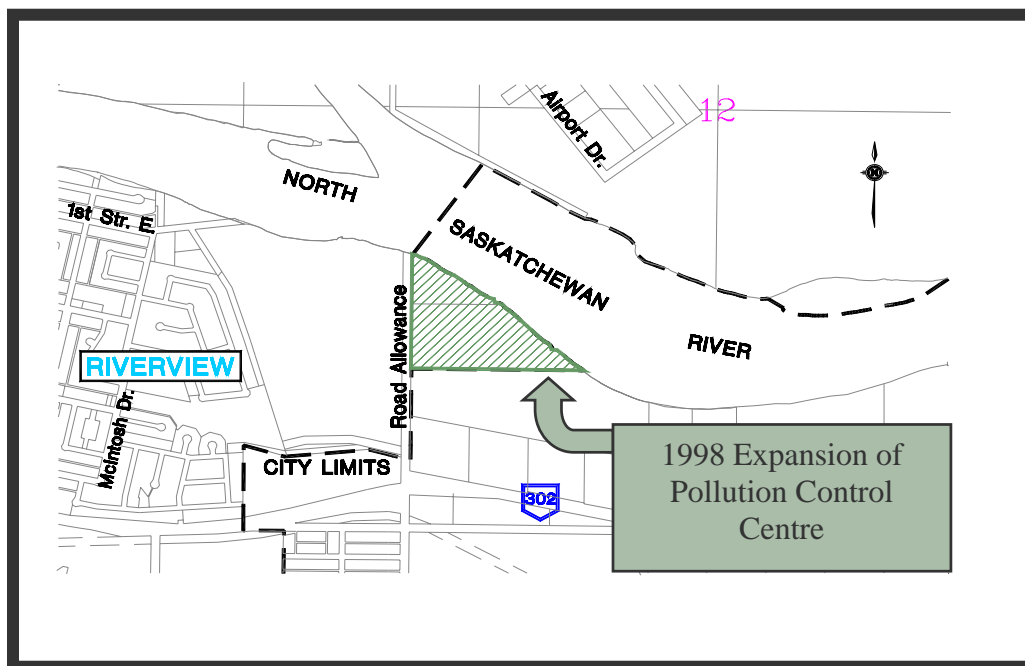 12
Airport Dr.
NORTH
1st Str. E
SASKATCHEWAN
RIVER
Road Allowance
RIVERVIEW
McIntosh Dr.
CITY LIMITS
302
1998 Expansion of
Pollution Control
Centre